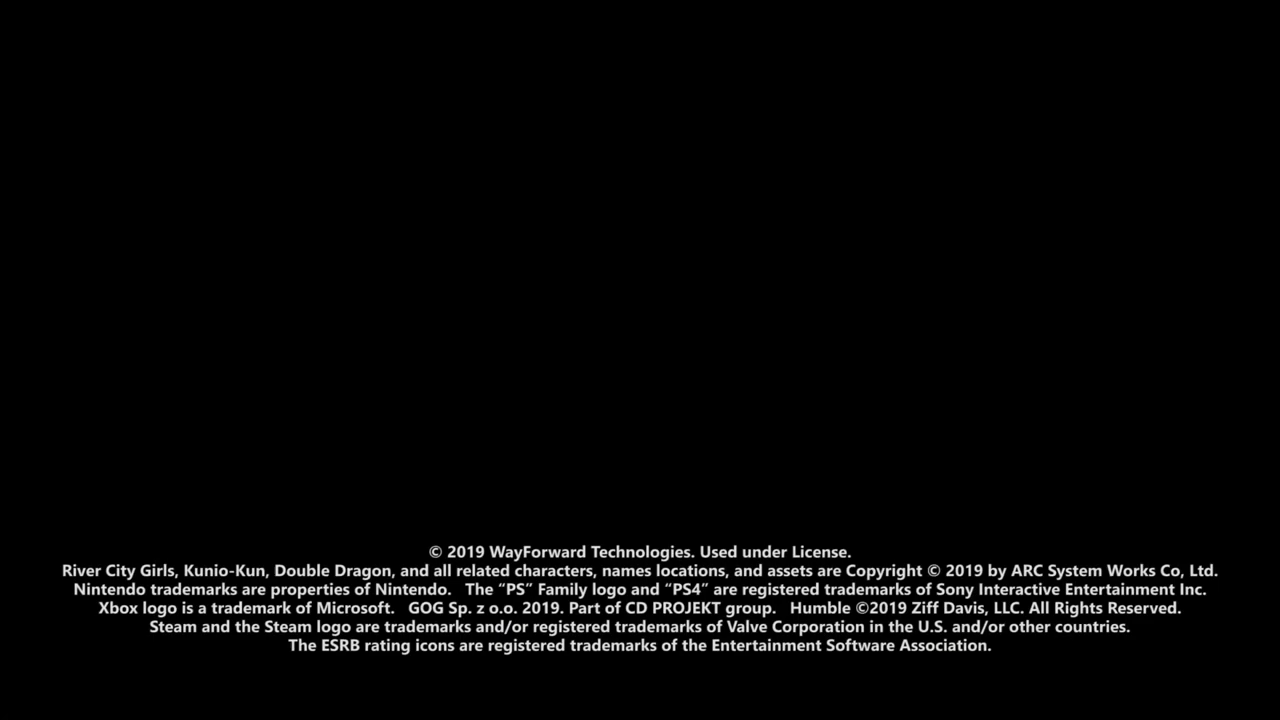 © 2019 WayForward Technologies. Used under License.
River City Girls, Kunio-Kun, Double Dragon, and all related characters, names locations, and assets are Copyright © 2019 by ARC System Works Co, Ltd.
Nintendo trademarks are properties of Nintendo.   The “PS” Family logo and “PS4” are registered trademarks of Sony Interactive Entertainment Inc.
Xbox logo is a trademark of Microsoft.   GOG Sp. z o.o. 2019. Part of CD PROJEKT group.   Humble ©2019 Ziff Davis, LLC. All Rights Reserved.
Steam and the Steam logo are trademarks and/or registered trademarks of Valve Corporation in the U.S. and/or other countries.
The ESRB rating icons are registered trademarks of the Entertainment Software Association.